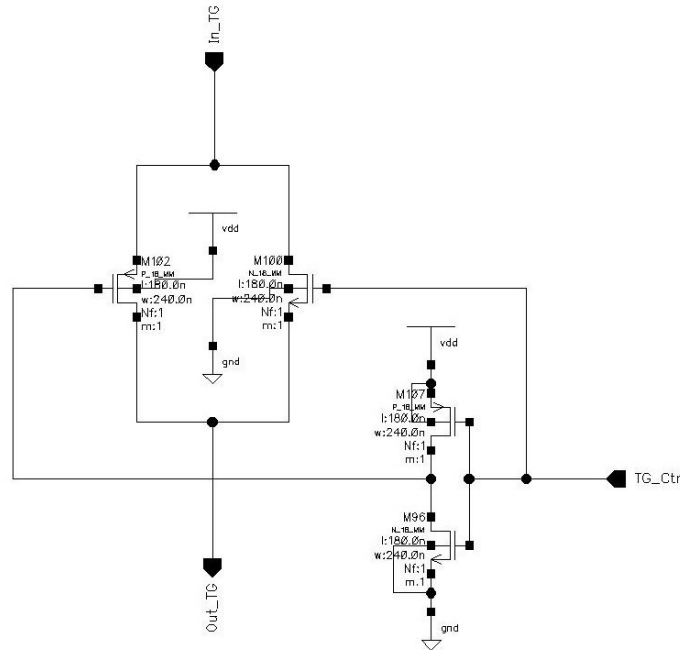 In_TG
vdd
M102
P_18_MM
l:180.0n
w:240.0n
Nf:1
m:1
M100
N_18_MM
l:180.0n
w:240.0n
Nf:1
m:1
gnd
vdd
M107
P_18_MM
l:180.0n
w:240.0n
Nf:1
m:1
TG_Ctr
M96
N_18_MM
l:180.0n
w:240.0n
Nf:1
m:1
gnd
Out_TG